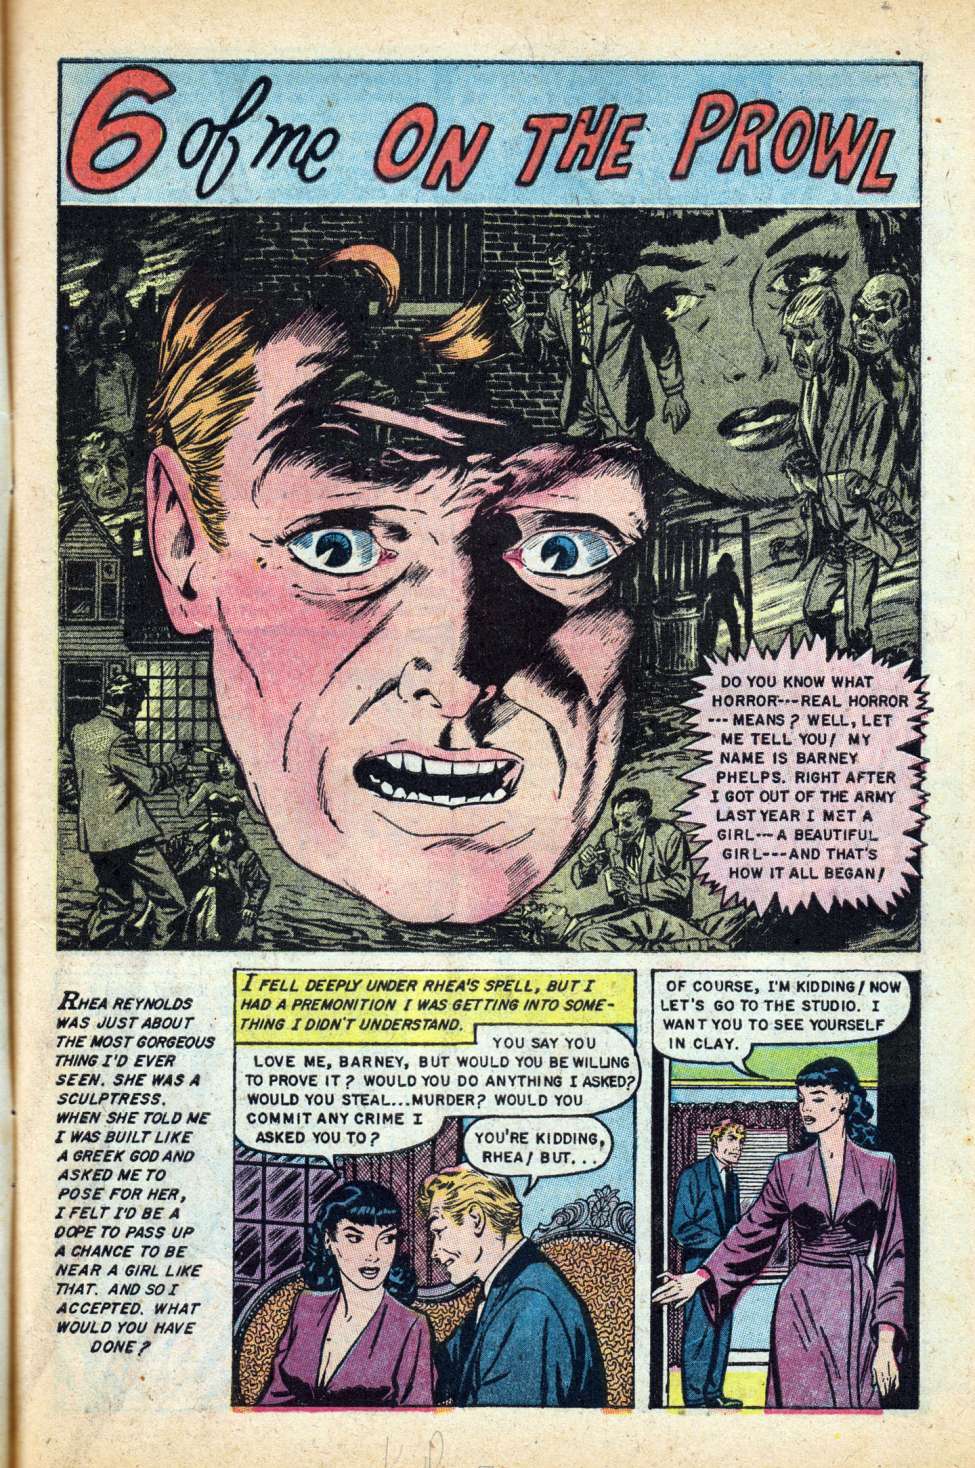 6 of me ON THE PROWL
DO YOU KNOW WHAT
HORROR---REAL HORROR
---MEANS? WELL, LET
ME TELL YOU! MY
NAME IS BARNEY
PHELPS. RIGHT AFTER
I GOT OUT OF THE ARMY
LAST YEAR I MET A
GIRL---A BEAUTIFUL
GIRL---AND THAT'S
HOW IT ALL BEGAN!
RHEA REYNOLDS
WAS JUST ABOUT
THE MOST GORGEOUS
THING I'D EVER
SEEN. SHE WAS A
SCULPTRESS.
WHEN SHE TOLD ME
I WAS BUILT LIKE
A GREEK GOD AND
ASKED ME TO
POSE FOR HER,
I FELT I'D BE A
DOPE TO PASS UP
A CHANCE TO BE
NEAR A GIRL LIKE
THAT. AND SO I
ACCEPTED. WHAT
WOULD YOU HAVE
DONE?
I FELL DEEPLY UNDER RHEA'S SPELL, BUT I
HAD A PREMONITION I WAS GETTING INTO SOME-
THING I DIDN'T UNDERSTAND.
YOU SAY YOU
LOVE ME, BARNEY, BUT WOULD YOU BE WILLING
TO PROVE IT? WOULD YOU DO ANYTHING I ASKED?
WOULD YOU STEAL...MURDER? WOULD YOU
COMMIT ANY CRIME I
ASKED YOU TO?
YOU'RE KIDDING,
RHEA! BUT...
OF COURSE, I'M KIDDING! NOW
LET'S GO TO THE STUDIO. I
WANT YOU TO SEE YOURSELF
IN CLAY.